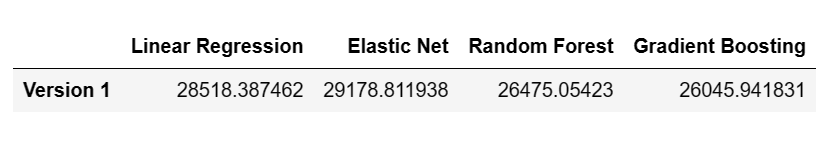 Linear Regression Elastic Net Random Forest Gradient Boosting
Version 1 28518.387462 29178.811938 26475.05423 26045.941831